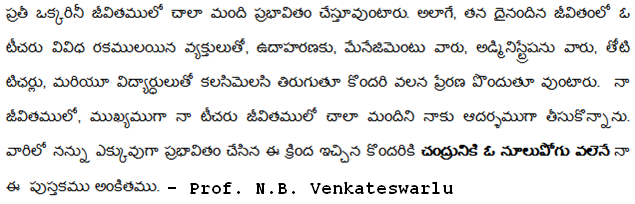 ప్రతీ ఒక్కరినీ జీవితములో చాలా మంది ప్రభావితం చేస్తూవుంటారు. అలాగే, తన దైనందిన జీవితంలో ఓ
టీచరు వివిధ రకములయిన వ్యక్తులతో, ఉదాహరణకు, మేనేజిమెంటు వారు, అడ్మినిస్ట్రేషను వారు, తోటి
టిచర్లు, మరియూ విద్యార్ధులతో కలసిమెలసి తిరుగుతూ కొందరి వలన ప్రేరణ పొందుతూ వుంటారు. నా
జీవితములో, ముఖ్యముగా నా టీచరు జీవితములో చాలా మందిని నాకు ఆదర్శముగా తీసుకొన్నాను.
వారిలో నన్ను ఎక్కువుగా ప్రభావితం చేసిన ఈ క్రింద ఇచ్చిన కొందరికి చంద్రునికి ఓ నూలుపోగు వలెనే నా
ఈ పుస్తకము అంకితము. – Prof. N.B. Venkateswarlu